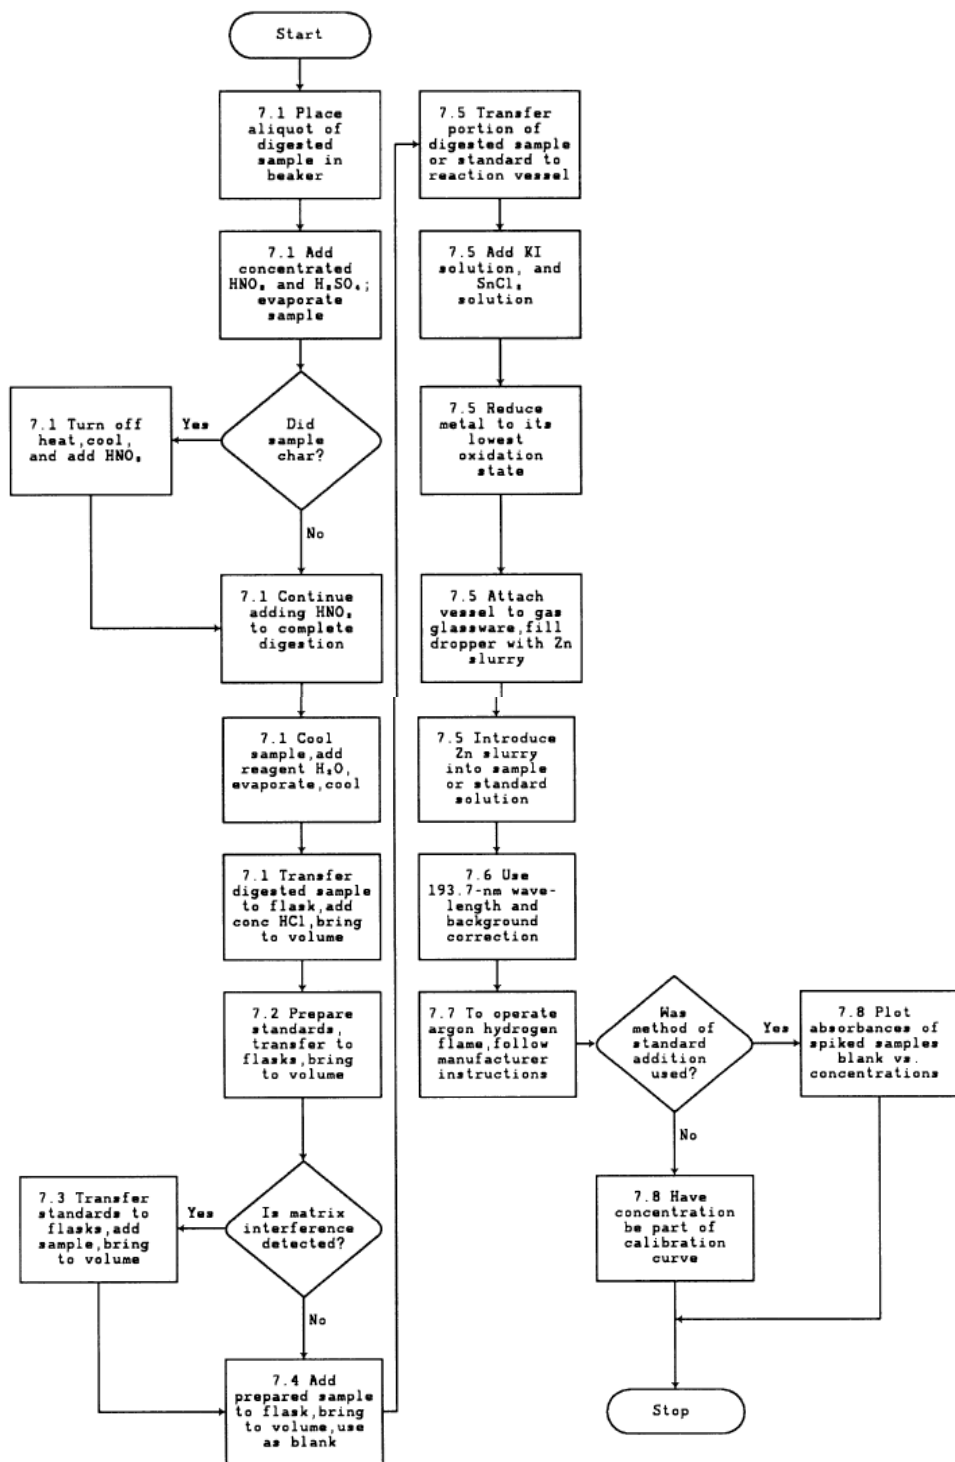 Start
7.1 Place
aliquot of
digested
sample in
beaker
7.1 Add
concentrated
HNO₃ and H₂SO₄;
evaporate
sample
Did
sample
char?
Yes
7.1 Turn off
heat,cool,
and add HNO₃
No
7.1 Continue
adding HNO₃
to complete
digestion
7.1 Cool
sample,add
reagent H₂O,
evaporate,cool
7.1 Transfer
digested sample
to flask,add
conc HCl,bring
to volume
7.2 Prepare
standards,
transfer to
flasks,bring
to volume
Is matrix
interference
detected?
Yes
7.3 Transfer
standards to
flasks,add
sample,bring
to volume
No
7.4 Add
prepared sample
to flask,bring
to volume,use
as blank
7.5 Transfer
portion of
digested sample
or standard to
reaction vessel
7.5 Add KI
solution, and
SnCl₂
solution
7.5 Reduce
metal to its
lowest
oxidation
state
7.5 Attach
vessel to gas
glassware,fill
dropper with Zn
slurry
7.5 Introduce
Zn slurry
into sample
or standard
solution
7.6 Use
193.7-nm wave-
length and
background
correction
7.7 To operate
argon hydrogen
flame,follow
manufacturer
instructions
Was
method of
standard
addition
used?
Yes
7.8 Plot
absorbances of
spiked samples
blank vs.
concentrations
No
7.8 Have
concentration
be part of
calibration
curve
Stop